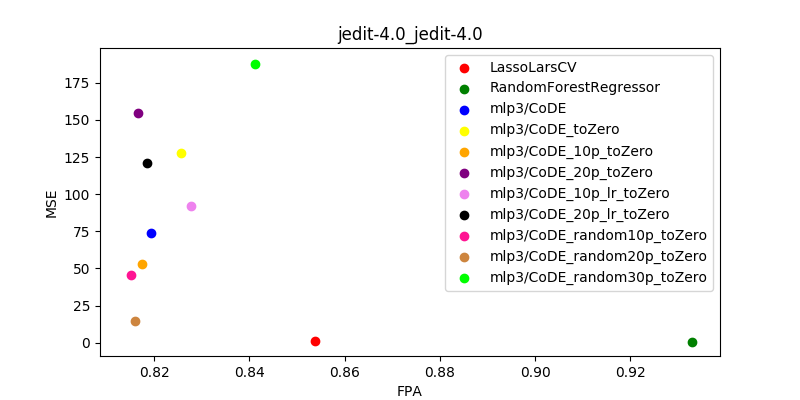 jedit-4.0_jedit-4.0
MSE
175
150
125
100
75
50
25
0
LassoLarsCV
RandomForestRegressor
mlp3/CoDE
mlp3/CoDE_toZero
mlp3/CoDE_10p_toZero
mlp3/CoDE_20p_toZero
mlp3/CoDE_10p_lr_toZero
mlp3/CoDE_20p_lr_toZero
mlp3/CoDE_random10p_toZero
mlp3/CoDE_random20p_toZero
mlp3/CoDE_random30p_toZero
0.82 0.84 0.86 0.88 0.90 0.92
FPA